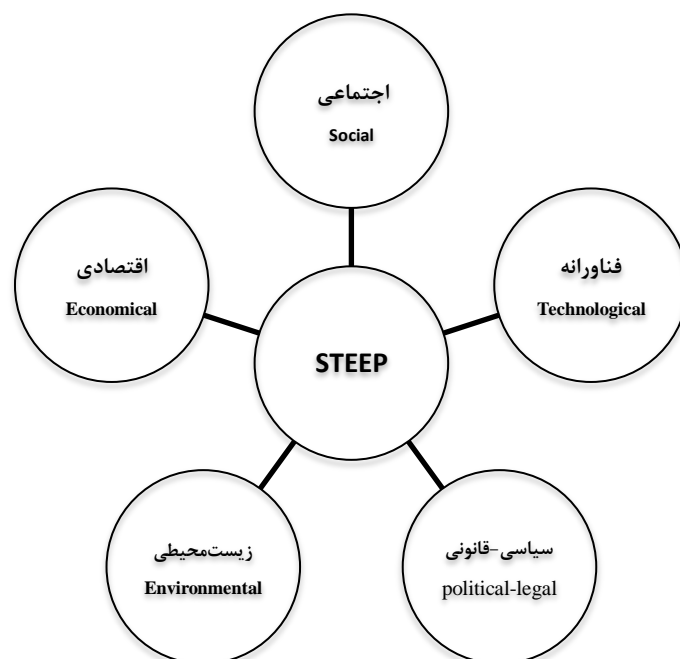 اجتماعی
Social
اقتصادی
Economical
فناورانه
Technological
STEEP
زیست‌محیطی
Environmental
سیاسی-قانونی
political-legal